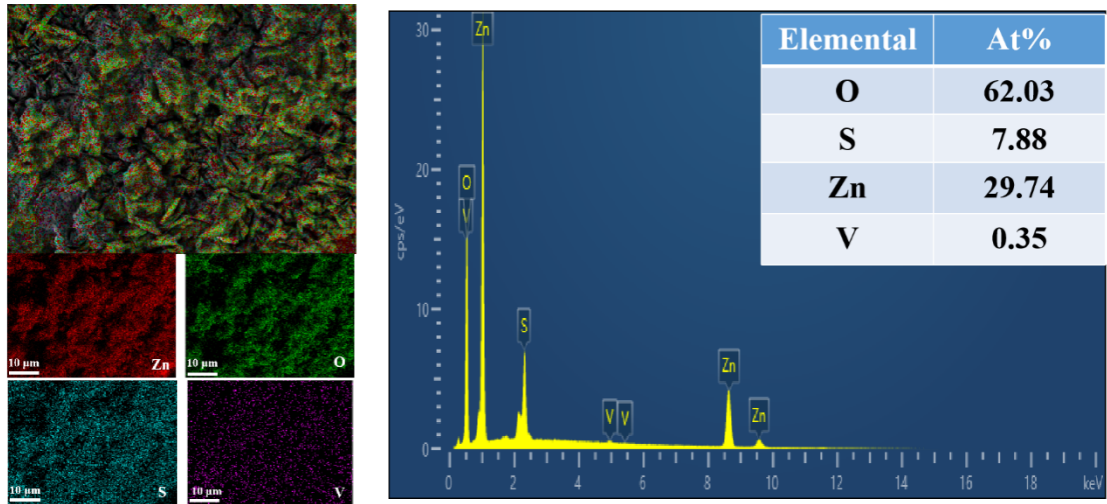 10 μm
Zn
10 μm
O
10 μm
S
10 μm
V
cps/eV
30
20
10
0
Zn
O
V
S
V
V
Zn
Zn
0
2
4
6
8
10
12
14
16
18
keV
Elemental At%
O 62.03
S 7.88
Zn 29.74
V 0.35